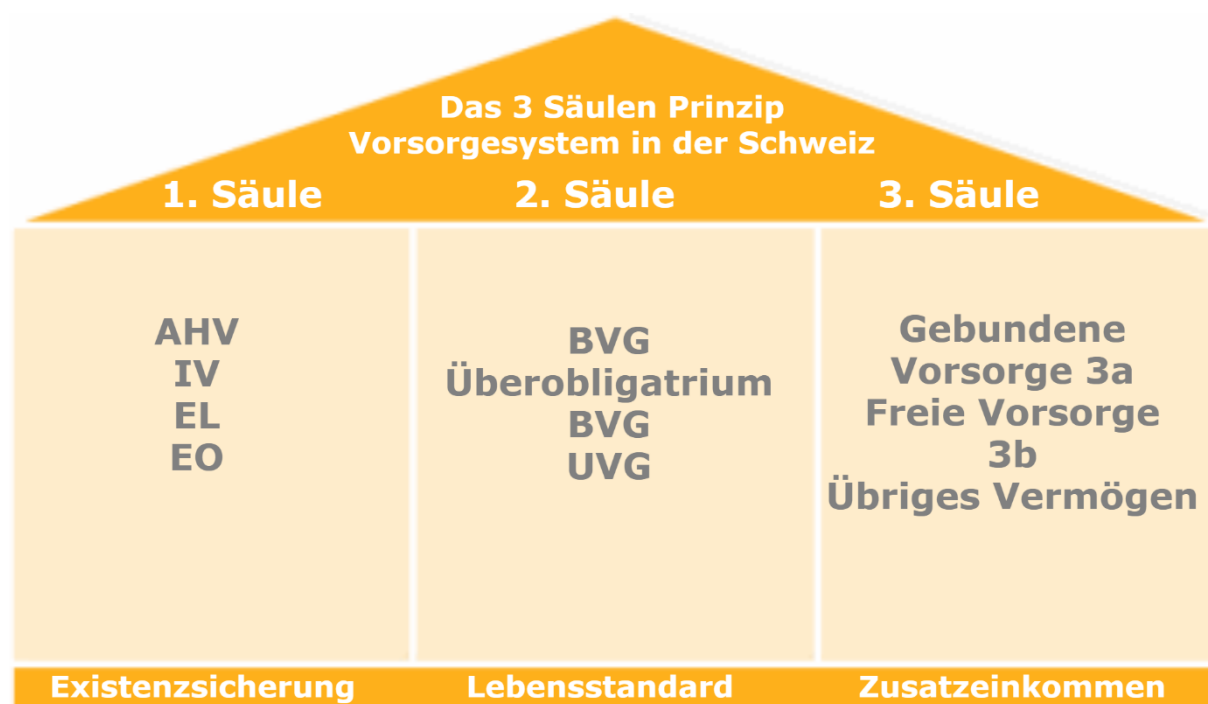 Das 3 Säulen Prinzip
Vorsorgesystem in der Schweiz
1. Säule
2. Säule
3. Säule
AHV
IV
EL
EO
BVG
Überobligatrium
BVG
UVG
Gebundene
Vorsorge 3a
Freie Vorsorge
3b
Übriges Vermögen
Existenzsicherung
Lebensstandard
Zusatzeinkommen